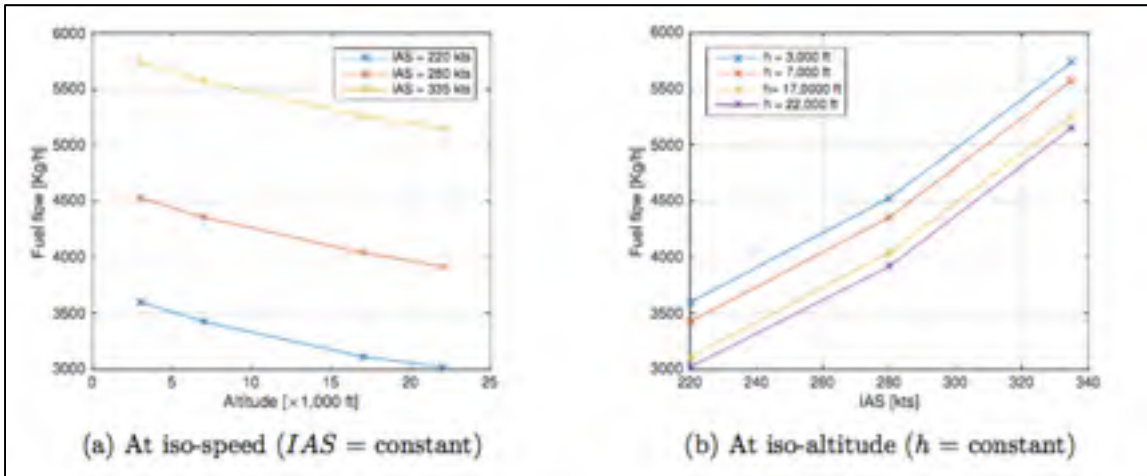 6000
5500
5000
4500
4000
3500
3000
Fuel flow [Kg/h]
IAS = 220 kts
IAS = 280 kts
IAS = 335 kts
0 5 10 15 20 25
Altitude [×1,000 ft]
(a) At iso-speed (IAS = constant)
6000
5500
5000
4500
4000
3500
3000
Fuel flow [Kg/h]
h = 3,000 ft
h = 7,000 ft
h= 17,0000 ft
h = 22,000 ft
220 240 260 280 300 320 340
IAS [kts]
(b) At iso-altitude (h = constant)